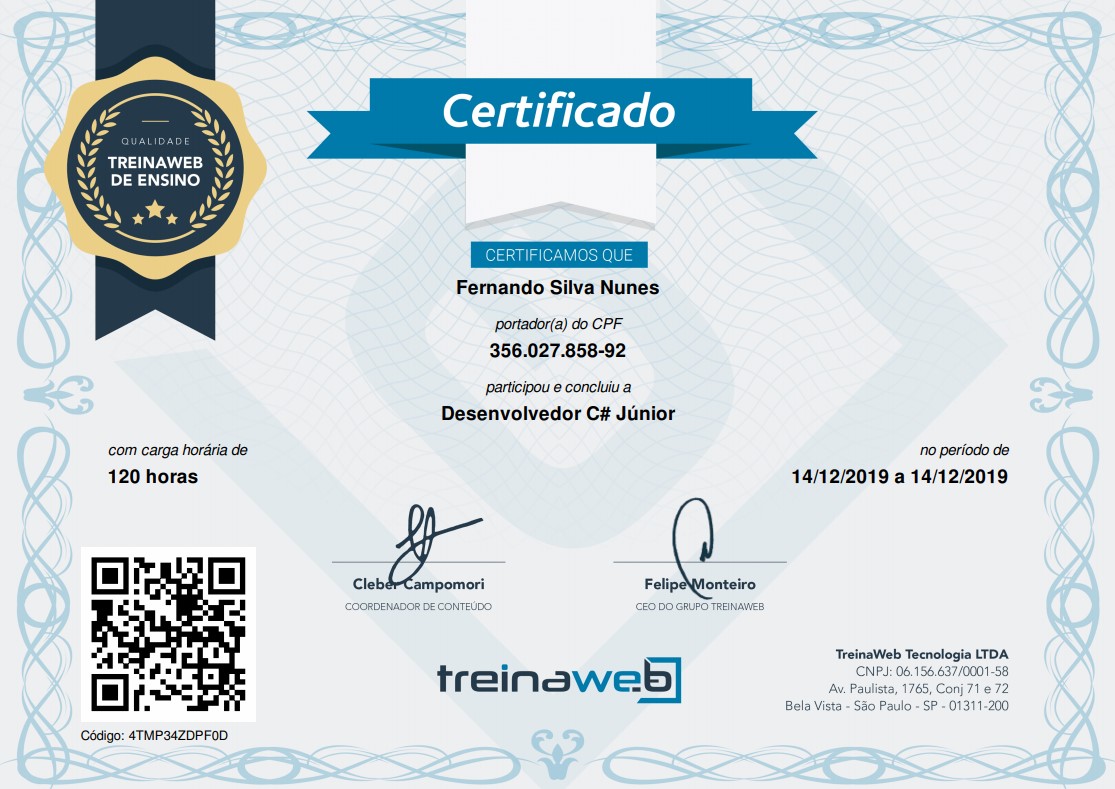 Certificado
QUALIDADE
TREINAWEB
DE ENSINO
CERTIFICAMOS QUE
Fernando Silva Nunes
portador(a) do CPF
356.027.858-92
participou e concluiu a
Desenvolvedor C# Júnior
com carga horária de
120 horas
no período de
14/12/2019 a 14/12/2019
Cleber Campomori
COORDENADOR DE CONTEÚDO
Felipe Monteiro
CEO DO GRUPO TREINAWEB
treinaweb
TreinaWeb Tecnologia LTDA
CNPJ: 06.156.637/0001-58
Av. Paulista, 1765, Conj 71 e 72
Bela Vista - São Paulo - SP - 01311-200
Código: 4TMP34ZDPF0D